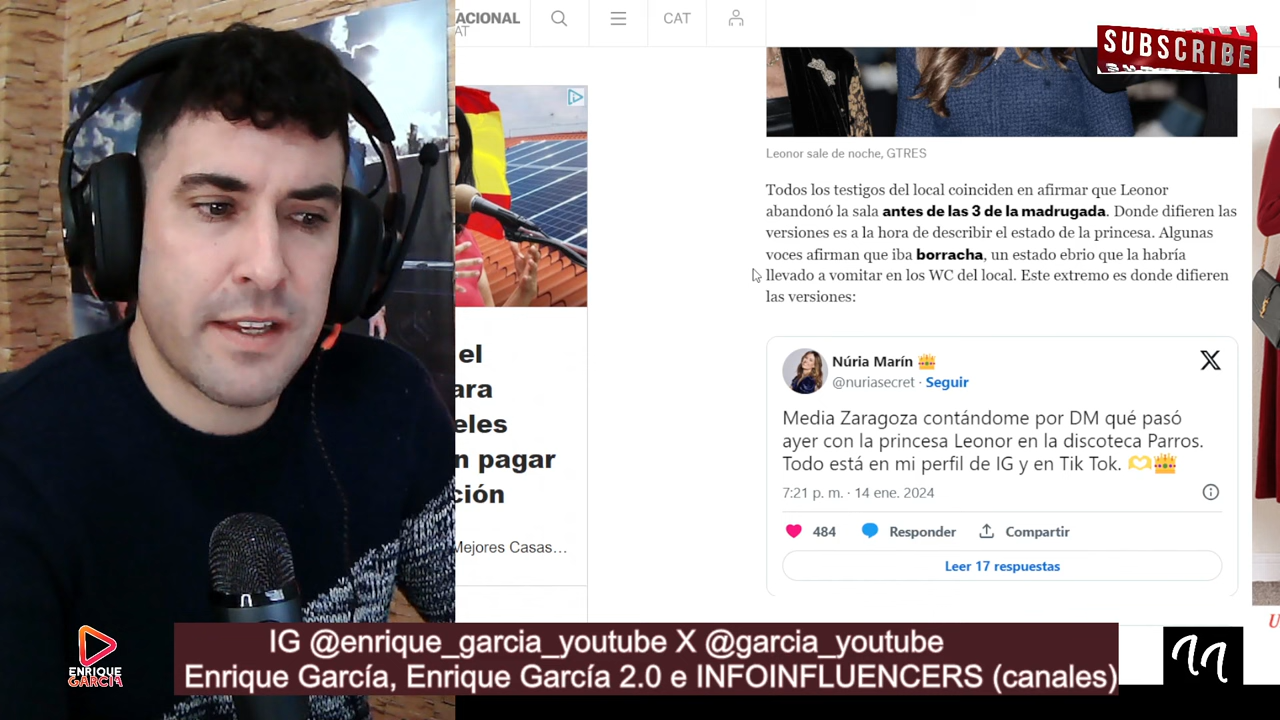 ACIONAL
AT
CAT
SUBSCRIBE
Leonor sale de noche, GTRES
Todos los testigos del local coinciden en afirmar que Leonor
abandonó la sala antes de las 3 de la madrugada. Donde difieren las
versiones es a la hora de describir el estado de la princesa. Algunas
voces afirman que iba borracha, un estado ebrio que la habría
llevado a vomitar en los WC del local. Este extremo es donde difieren
las versiones:
el
ara
eles
n pagar
ción
Mejores Casas…
Núria Marín 👑
@nuriasecret · Seguir
Media Zaragoza contándome por DM qué pasó
ayer con la princesa Leonor en la discoteca Parros.
Todo está en mi perfil de IG y en Tik Tok. 🫶👑
7:21 p. m. · 14 ene. 2024
484 Responder Compartir
Leer 17 respuestas
ENRIQUE
GARCÍA
IG @enrique_garcia_youtube X @garcia_youtube
Enrique García, Enrique García 2.0 e INFOINFLUENCERS (canales)